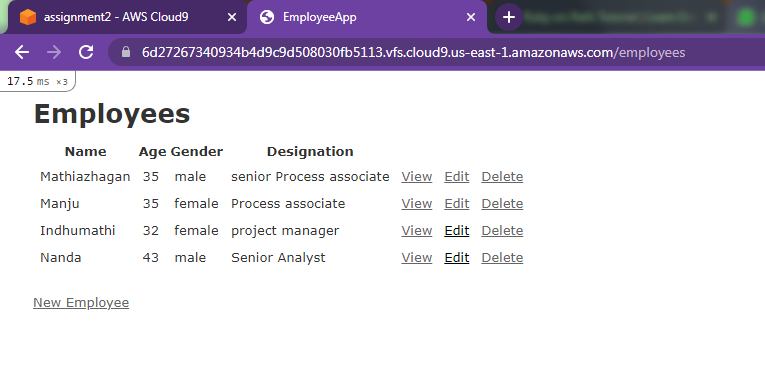 assignment2 - AWS Cloud9 EmployeeApp
6d27267340934b4d9c9d508030fb5113.vfs.cloud9.us-east-1.amazonaws.com/employees
17.5 ms ×3
Employees
Name Age Gender Designation
Mathiazhagan 35 male senior Process associate View Edit Delete
Manju 35 female Process associate View Edit Delete
Indhumathi 32 female project manager View Edit Delete
Nanda 43 male Senior Analyst View Edit Delete
New Employee